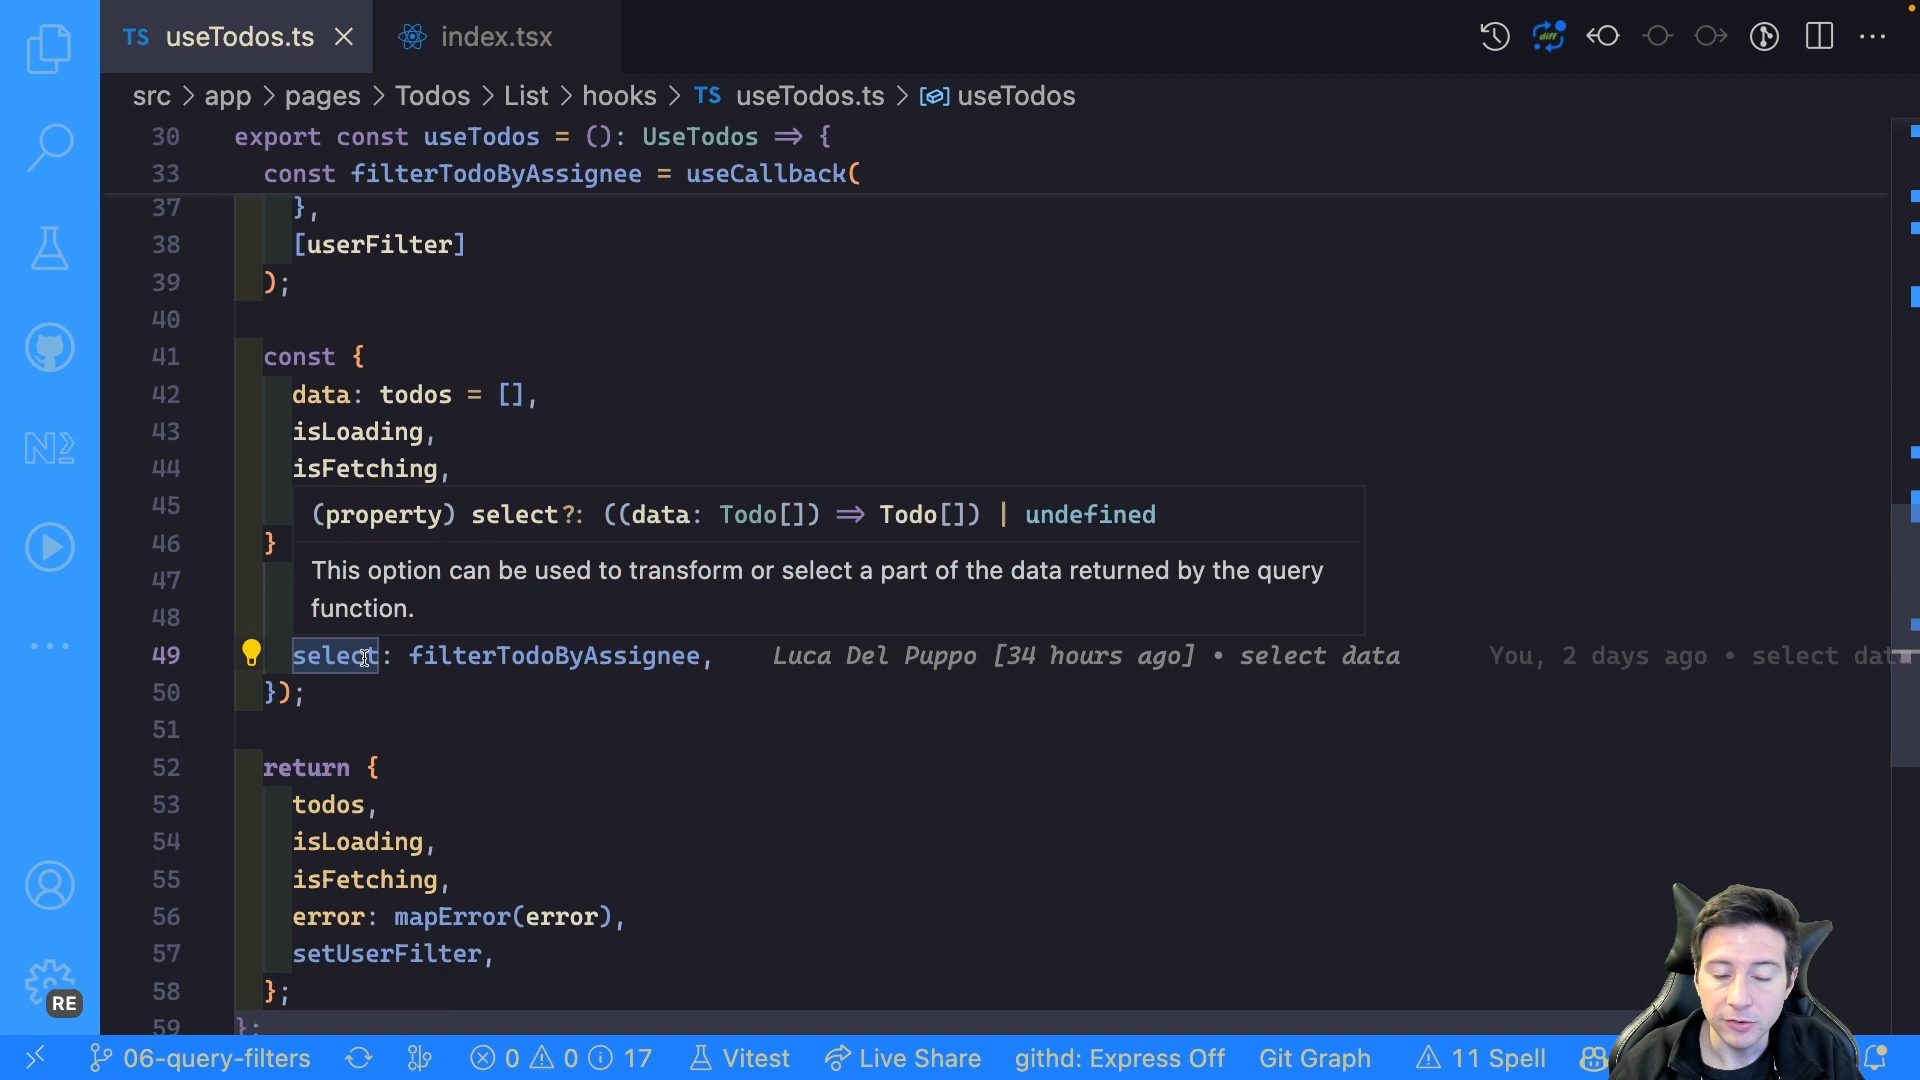 TS useTodos.ts
index.tsx
diff
src > app > pages > Todos > List > hooks > TS useTodos.ts > useTodos
30 export const useTodos = (): UseTodos => {
33 const filterTodoByAssignee = useCallback(
37 },
38 [userFilter]
39 );
40
41 const {
42 data: todos = [],
43 isLoading,
44 isFetching,
45
(property) select?: ((data: Todo[]) => Todo[]) | undefined
46 }
This option can be used to transform or select a part of the data returned by the query
function.
47
48
49 select: filterTodoByAssignee, Luca Del Puppo [34 hours ago] • select data You, 2 days ago • select dat
50 });
51
52 return {
53 todos,
54 isLoading,
55 isFetching,
56 error: mapError(error),
57 setUserFilter,
58 };
59 };
RE
06-query-filters 0 0 17 Vitest Live Share githd: Express Off Git Graph 11 Spell